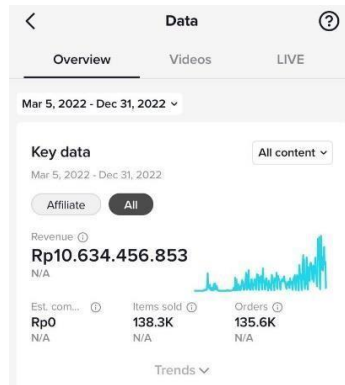 Data
Overview Videos LIVE
Mar 5, 2022 - Dec 31, 2022
Key data All content
Mar 5, 2022 - Dec 31, 2022
Affiliate All
Revenue
Rp10.634.456.853
N/A
Est. com... Items sold Orders
Rp0 138.3K 135.6K
N/A N/A N/A
Trends